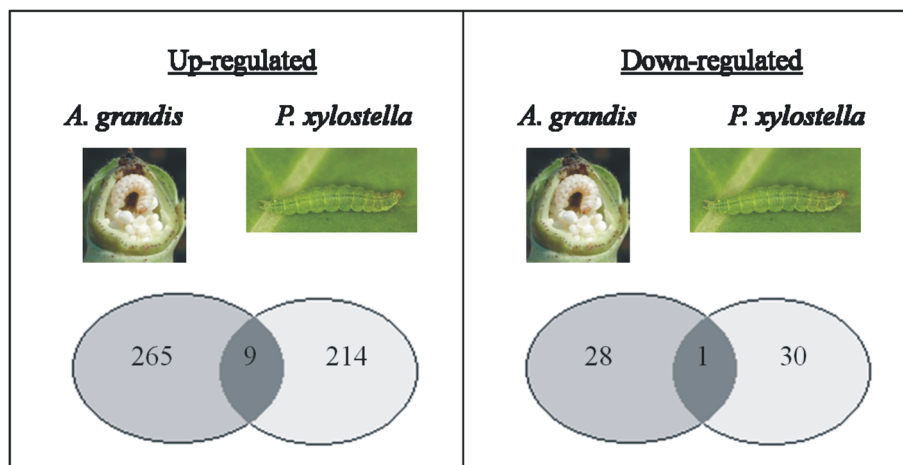 Up-regulated
A. grandis P. xylostella
265 9 214
Down-regulated
A. grandis P. xylostella
28 1 30